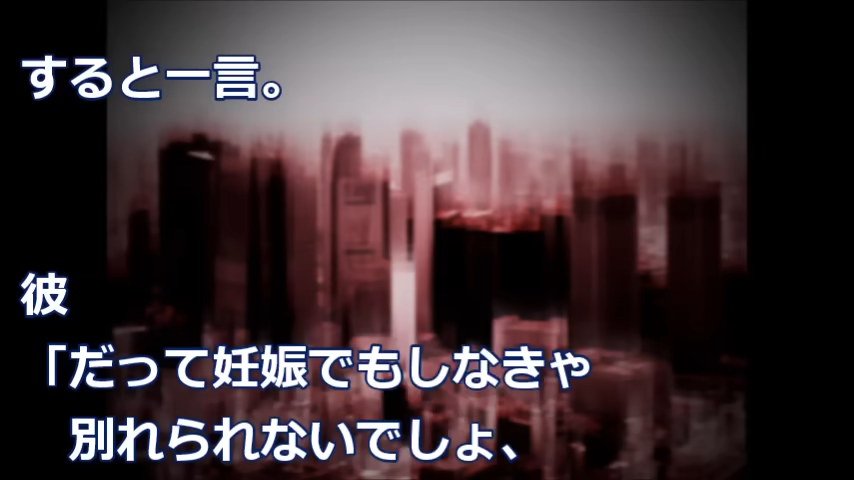 すると一言。
彼
「だって妊娠でもしなきゃ
別れられないでしょ、